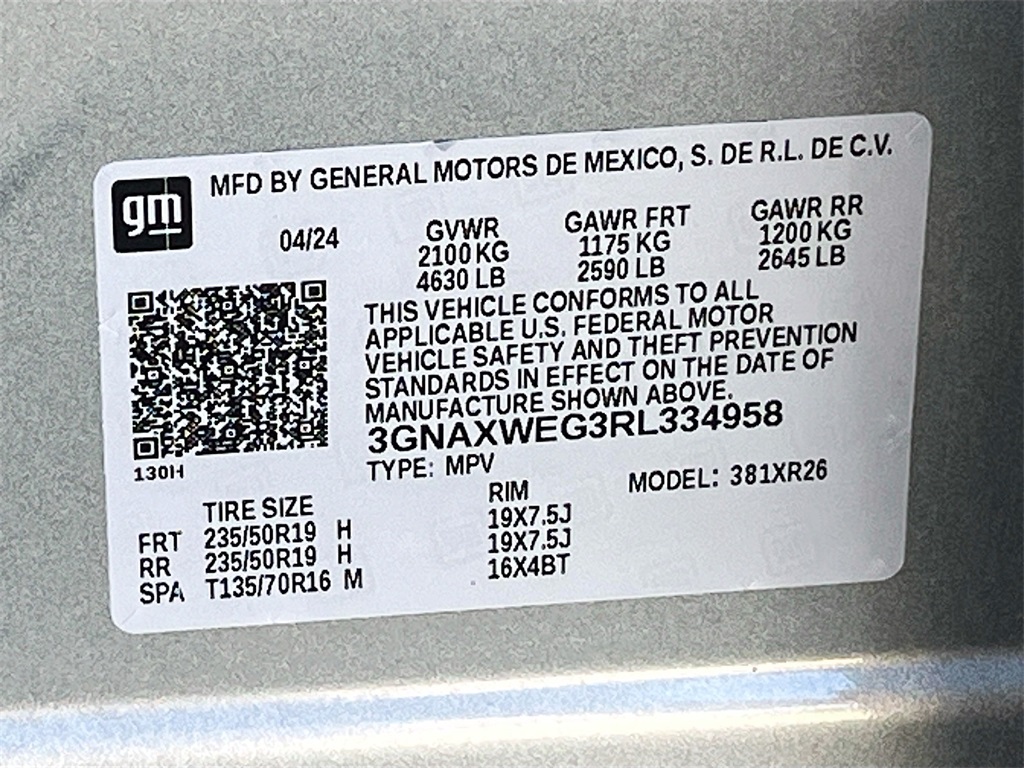 gm
MFD BY GENERAL MOTORS DE MEXICO, S. DE R.L. DE C.V.
04/24 GVWR GAWR FRT GAWR RR
2100 KG 1175 KG 1200 KG
4630 LB 2590 LB 2645 LB
THIS VEHICLE CONFORMS TO ALL
APPLICABLE U.S. FEDERAL MOTOR
VEHICLE SAFETY AND THEFT PREVENTION
STANDARDS IN EFFECT ON THE DATE OF
MANUFACTURE SHOWN ABOVE.
3GNAXWEG3RL334958
130H
TYPE: MPV MODEL: 381XR26
TIRE SIZE RIM
FRT 235/50R19 H 19X7.5J
RR 235/50R19 H 19X7.5J
SPA T135/70R16 M 16X4BT